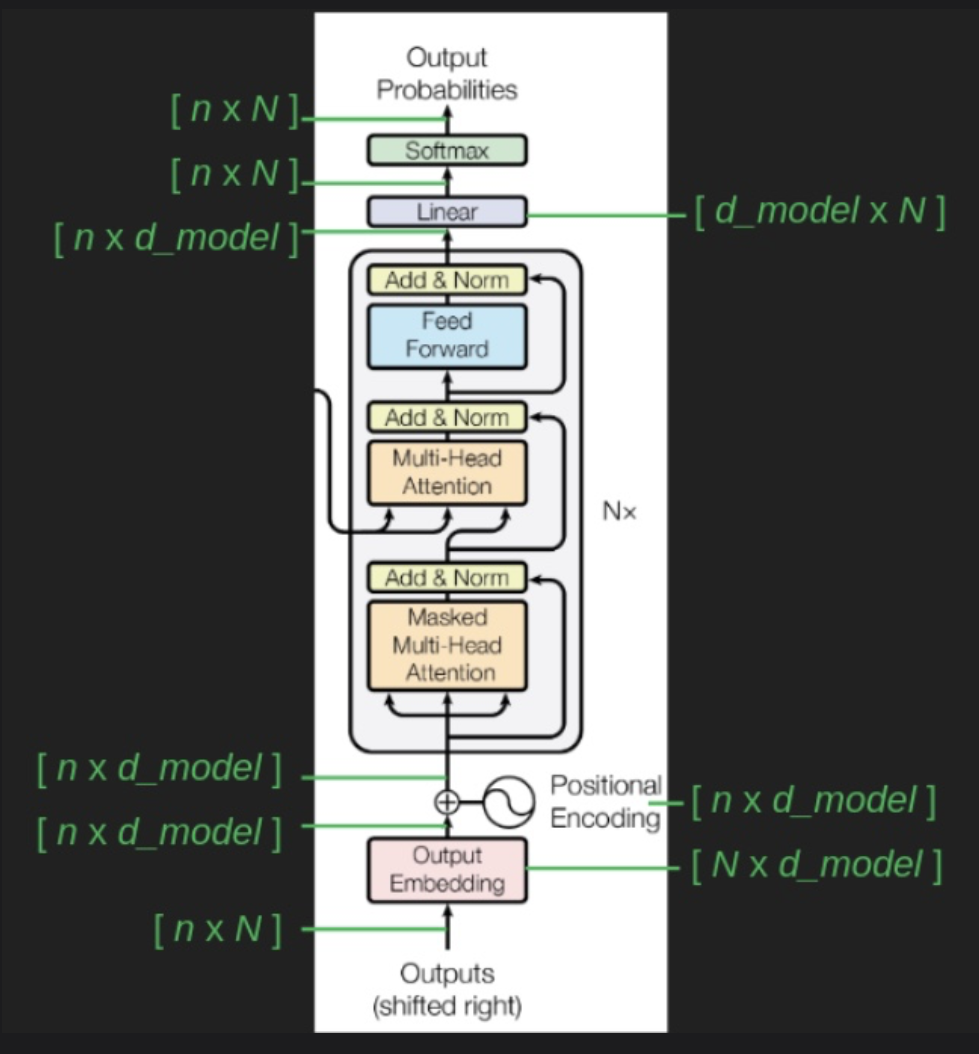 Output
Probabilities
[ n x N ]
Softmax
[ n x N ]
Linear
[ d_model x N ]
[ n x d_model ]
Add & Norm
Feed
Forward
Add & Norm
Multi-Head
Attention
N×
Add & Norm
Masked
Multi-Head
Attention
[ n x d_model ]
Positional
Encoding
[ n x d_model ]
[ n x d_model ]
Output
Embedding
[ N x d_model ]
[ n x N ]
Outputs
(shifted right)